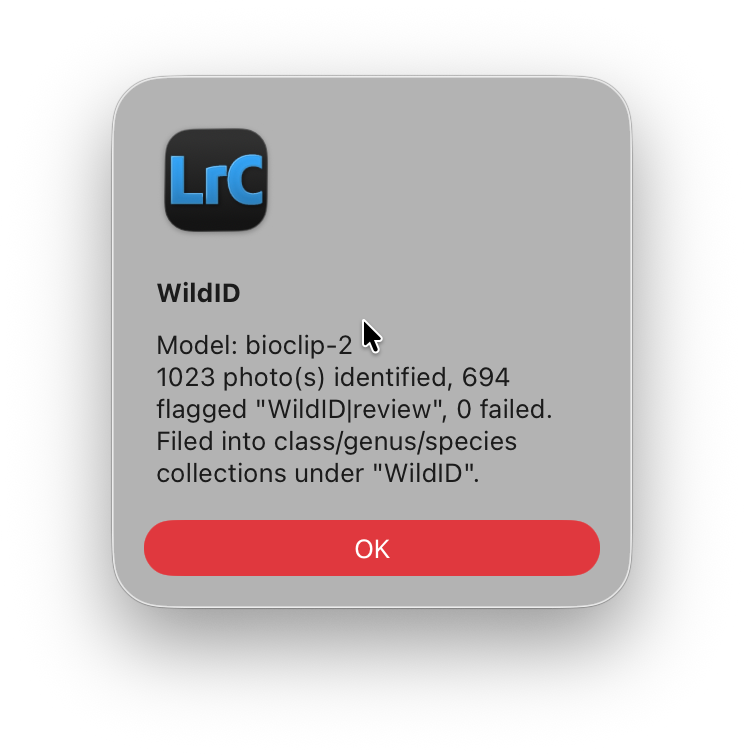 LrC
WildID
Model: bioclip-2
1023 photo(s) identified, 694
flagged "WildID|review", 0 failed.
Filed into class/genus/species
collections under "WildID".
OK